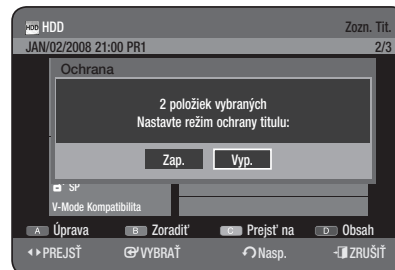 HDD HDD Zozn. Tit.
JAN/02/2008 21:00 PR1 2/3
Ochrana
2 položiek vybraných
Nastavte režim ochrany titulu:
Zap. Vyp.
SP
V-Mode Kompatibilita
A Úprava B Zoradiť C Prejsť na D Obsah
PREJSŤ VYBRAŤ Nasp. ZRUŠIŤ